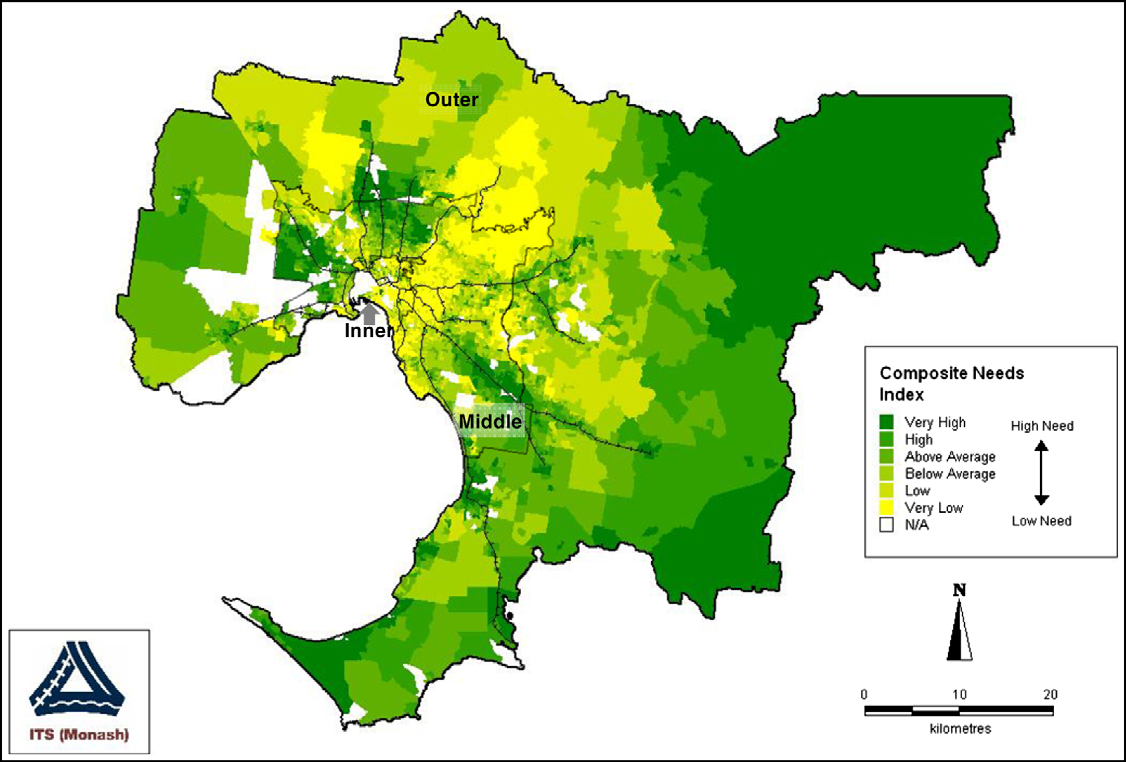 Outer
Inner
Middle
Composite Needs
Index
Very High
High
Above Average
Below Average
Low
Very Low
N/A
High Need
Low Need
N
0 10 20
kilometres
ITS (Monash)